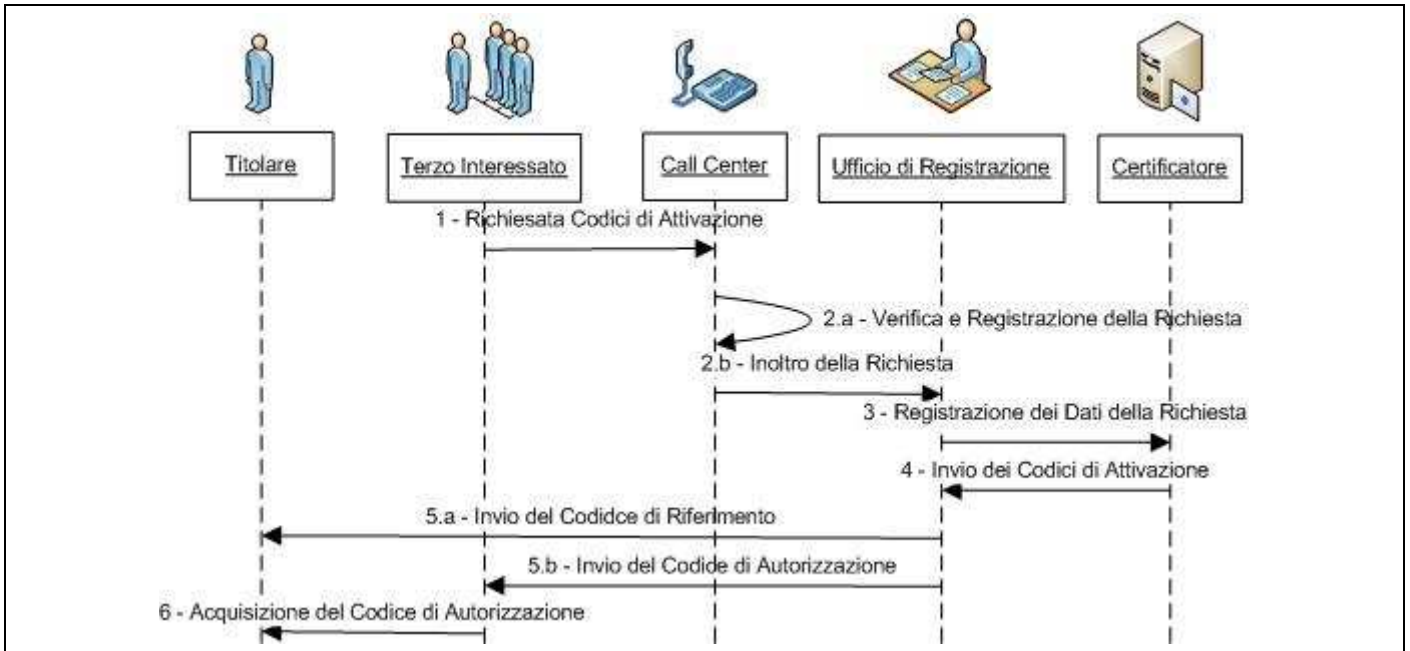 Titolare
Terzo Interessato
Call Center
Ufficio di Registrazione
Certificatore
1 - Richiesata Codici di Attivazione
2.a - Verifica e Registrazione della Richiesta
2.b - Inoltro della Richiesta
3 - Registrazione dei Dati della Richiesta
4 - Invio dei Codici di Attivazione
5.a - Invio del Codidce di Riferimento
5.b - Invio del Codice di Autorizzazione
6 - Acquisizione del Codice di Autorizzazione